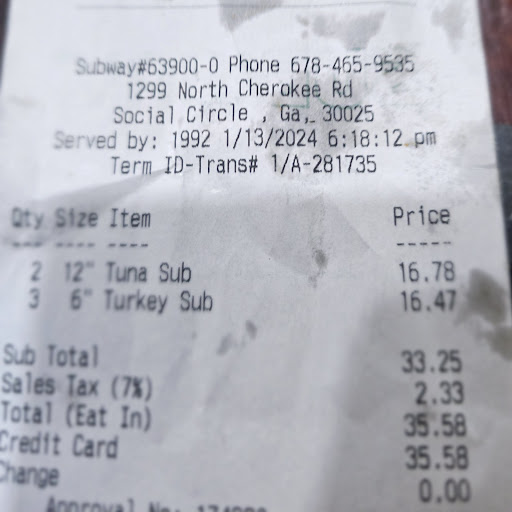 Subway#63900-0 Phone 678-465-9535
1299 North Cherokee Rd
Social Circle , Ga, 30025
Served by: 1992 1/13/2024 6:18:12 pm
Term ID-Trans# 1/A-281735
Qty Size Item Price
--- ---- ---- -----
2 12" Tuna Sub 16.78
3 6" Turkey Sub 16.47
Sub Total 33.25
Sales Tax (7%) 2.33
Total (Eat In) 35.58
Credit Card 35.58
Change 0.00
Approval No: